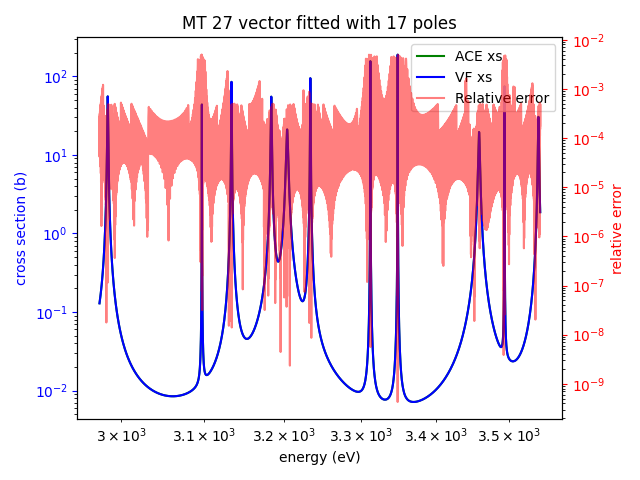 MT 27 vector fitted with 17 poles
ACE xs
VF xs
Relative error
cross section (b)
10²
10¹
10⁰
10⁻¹
10⁻²
10⁻²
10⁻³
10⁻⁴
10⁻⁵
10⁻⁶
10⁻⁷
10⁻⁸
10⁻⁹
relative error
3 × 10³ 3.1 × 10³ 3.2 × 10³ 3.3 × 10³ 3.4 × 10³ 3.5 × 10³
energy (eV)